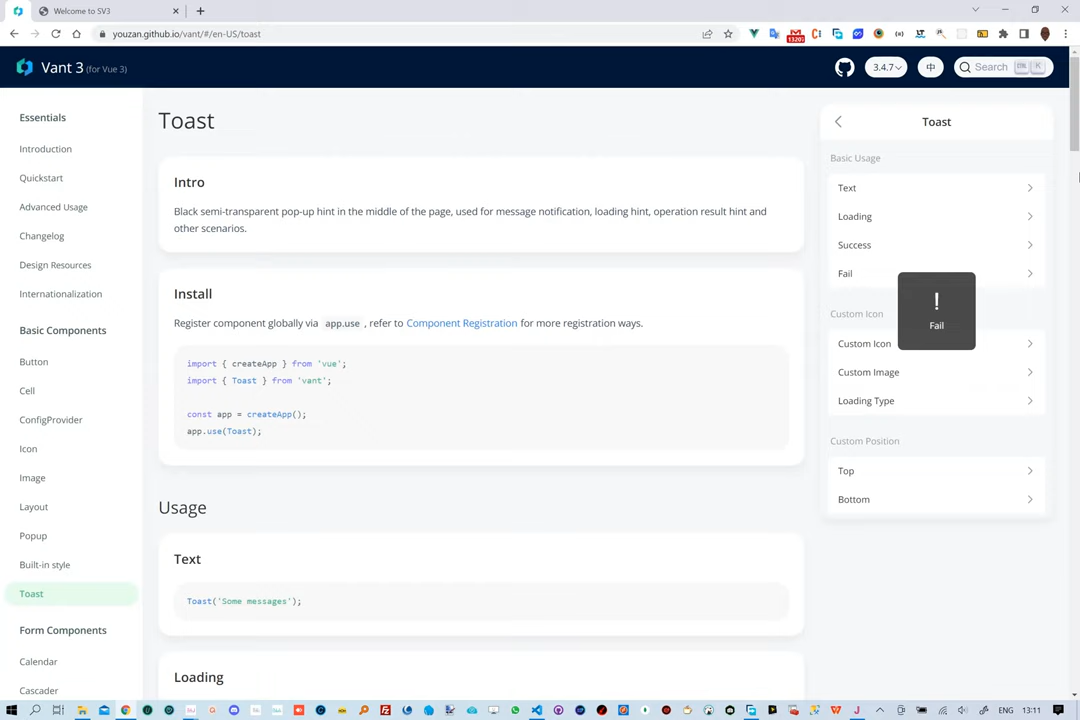 Welcome to SV3
youzan.github.io/vant/#/en-US/toast
Vant 3 (for Vue 3)
3.4.7
中
Search
K
Essentials
Introduction
Quickstart
Advanced Usage
Changelog
Design Resources
Internationalization
Basic Components
Button
Cell
ConfigProvider
Icon
Image
Layout
Popup
Built-in style
Toast
Form Components
Calendar
Cascader
Toast
Intro
Black semi-transparent pop-up hint in the middle of the page, used for message notification, loading hint, operation result hint and
other scenarios.
Install
Register component globally via app.use , refer to Component Registration for more registration ways.
import { createApp } from 'vue';
import { Toast } from 'vant';
const app = createApp();
app.use(Toast);
Usage
Text
Toast('Some messages');
Loading
Toast
Basic Usage
Text
Loading
Success
Fail
!
Fail
Custom Icon
Custom Icon
Custom Image
Loading Type
Custom Position
Top
Bottom
ENG 13:11